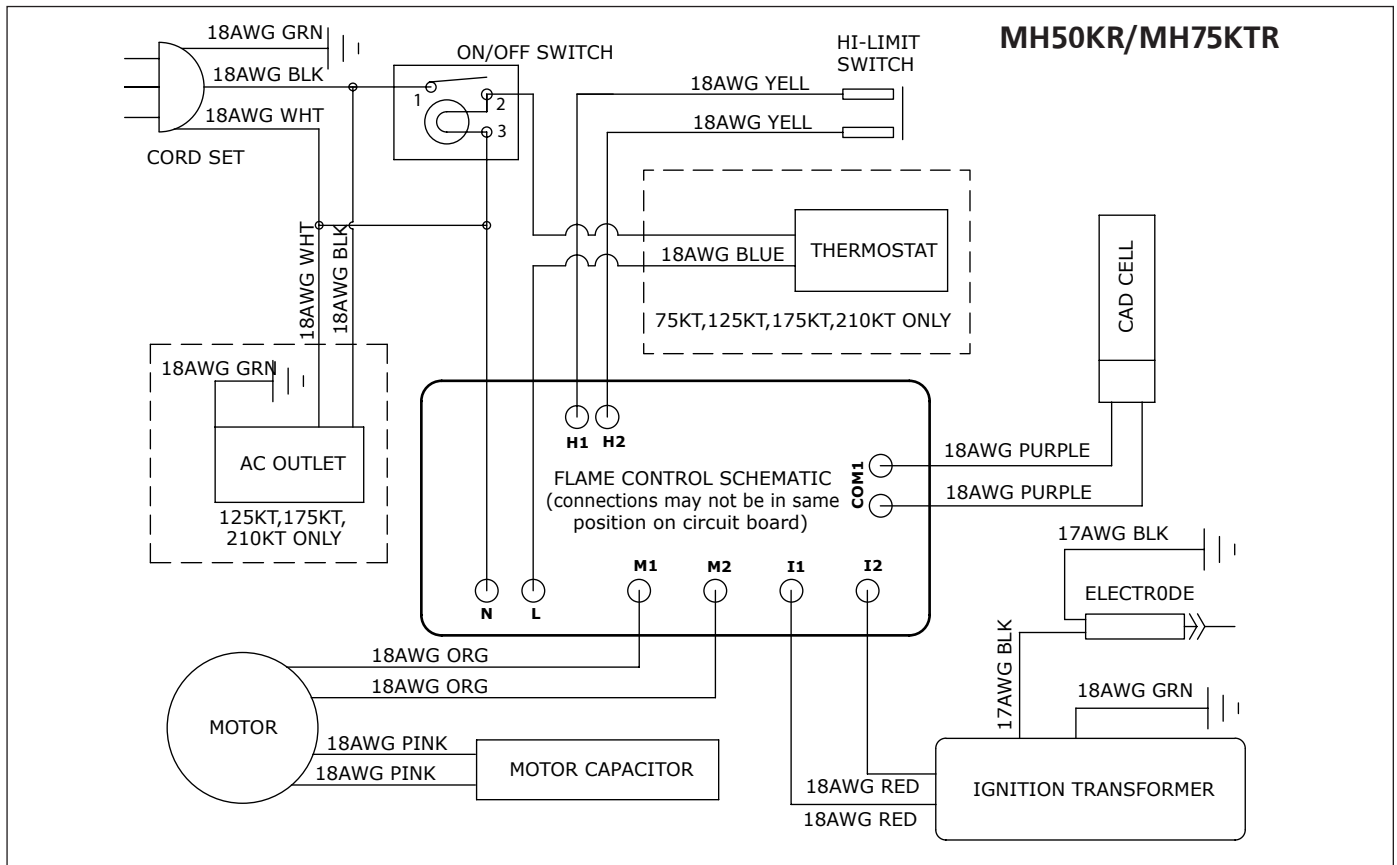 MH50KR/MH75KTR
18AWG GRN
18AWG BLK
18AWG WHT
CORD SET
ON/OFF SWITCH
1
2
3
HI-LIMIT
SWITCH
18AWG YELL
18AWG YELL
18AWG WHT
18AWG BLK
18AWG BLUE
THERMOSTAT
75KT,125KT,175KT,210KT ONLY
CAD CELL
18AWG GRN
AC OUTLET
125KT,175KT,
210KT ONLY
H1
H2
FLAME CONTROL SCHEMATIC
(connections may not be in same
position on circuit board)
COM1
18AWG PURPLE
18AWG PURPLE
N
L
M1
M2
I1
I2
17AWG BLK
ELECTR0DE
17AWG BLK
18AWG GRN
18AWG ORG
18AWG ORG
MOTOR
18AWG PINK
18AWG PINK
MOTOR CAPACITOR
18AWG RED
18AWG RED
IGNITION TRANSFORMER